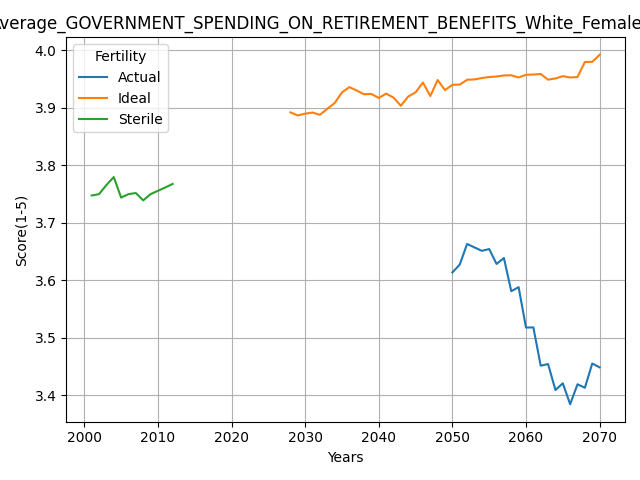 Average_GOVERNMENT_SPENDING_ON_RETIREMENT_BENEFITS_White_Female
4.0
3.9
3.8
3.7
3.6
3.5
3.4
Score(1-5)
Fertility
Actual
Ideal
Sterile
2000 2010 2020 2030 2040 2050 2060 2070
Years